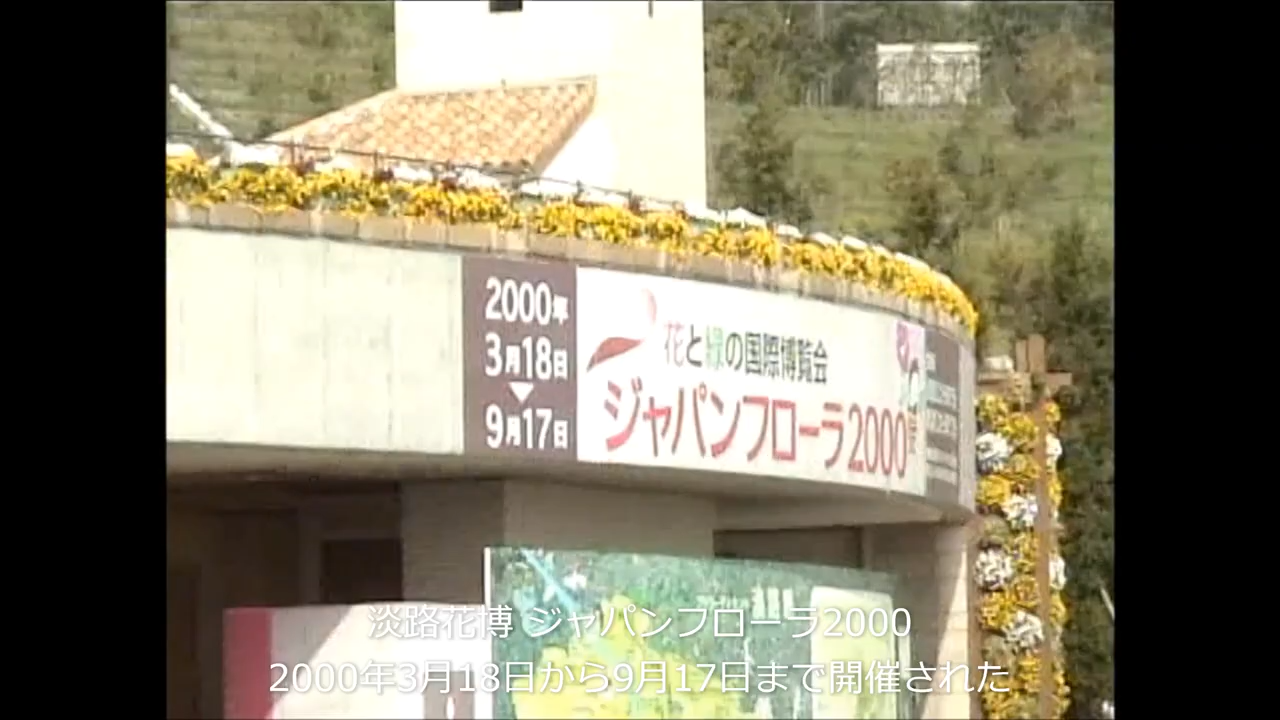 2000年
3月18日
9月17日
花と緑の国際博覧会
ジャパンフローラ2000
淡路花博 ジャパンフローラ2000
2000年3月18日から9月17日まで開催された